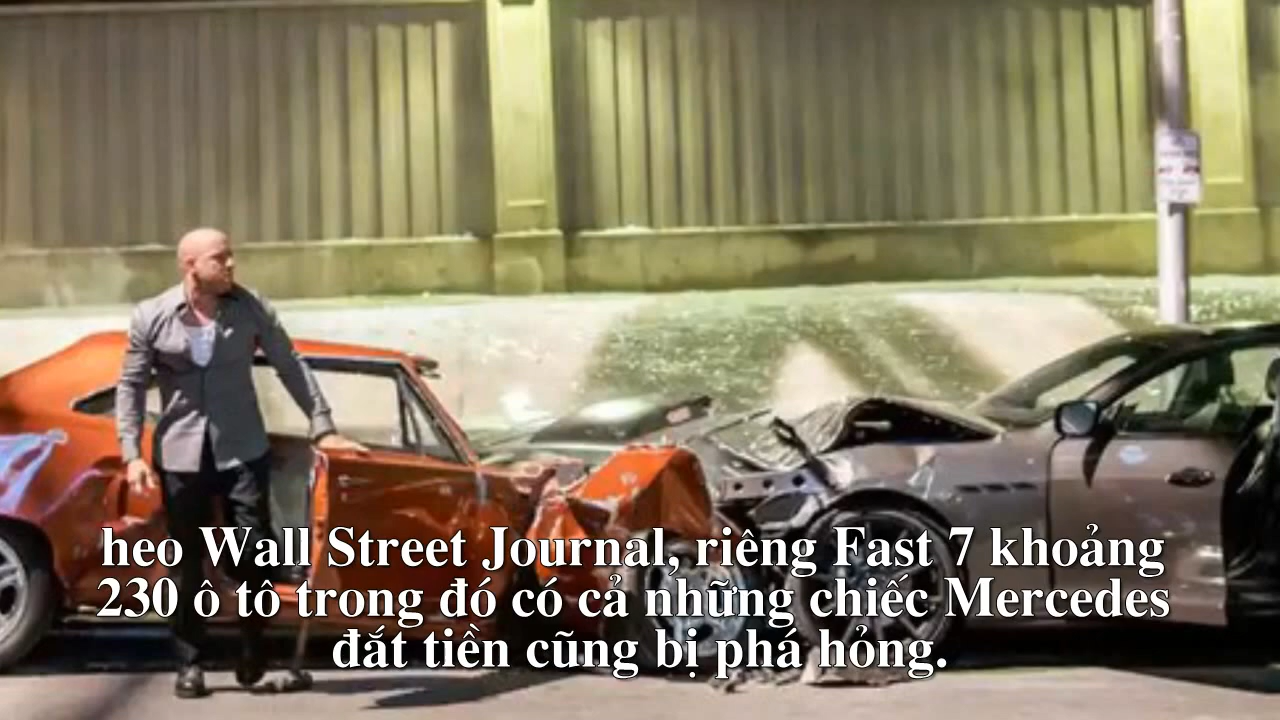 heo Wall Street Journal, riêng Fast 7 khoảng
230 ô tô trong đó có cả những chiếc Mercedes
đắt tiền cũng bị phá hỏng.